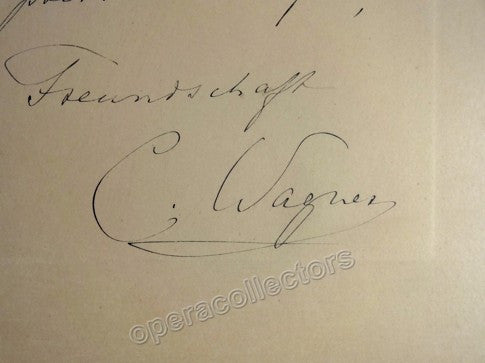 Freundschaft
C. Wagner
operacollectors